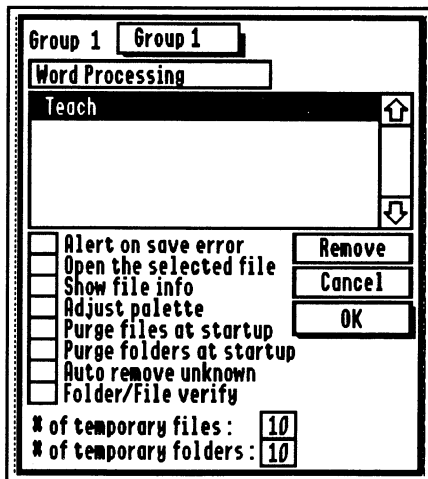 Group 1 Group 1
Word Processing
Teach
Alert on save error
Open the selected file
Show file info
Adjust palette
Purge files at startup
Purge folders at startup
Auto remove unknown
Folder/File verify
Remove
Cancel
OK
# of temporary files: 10
# of temporary folders: 10